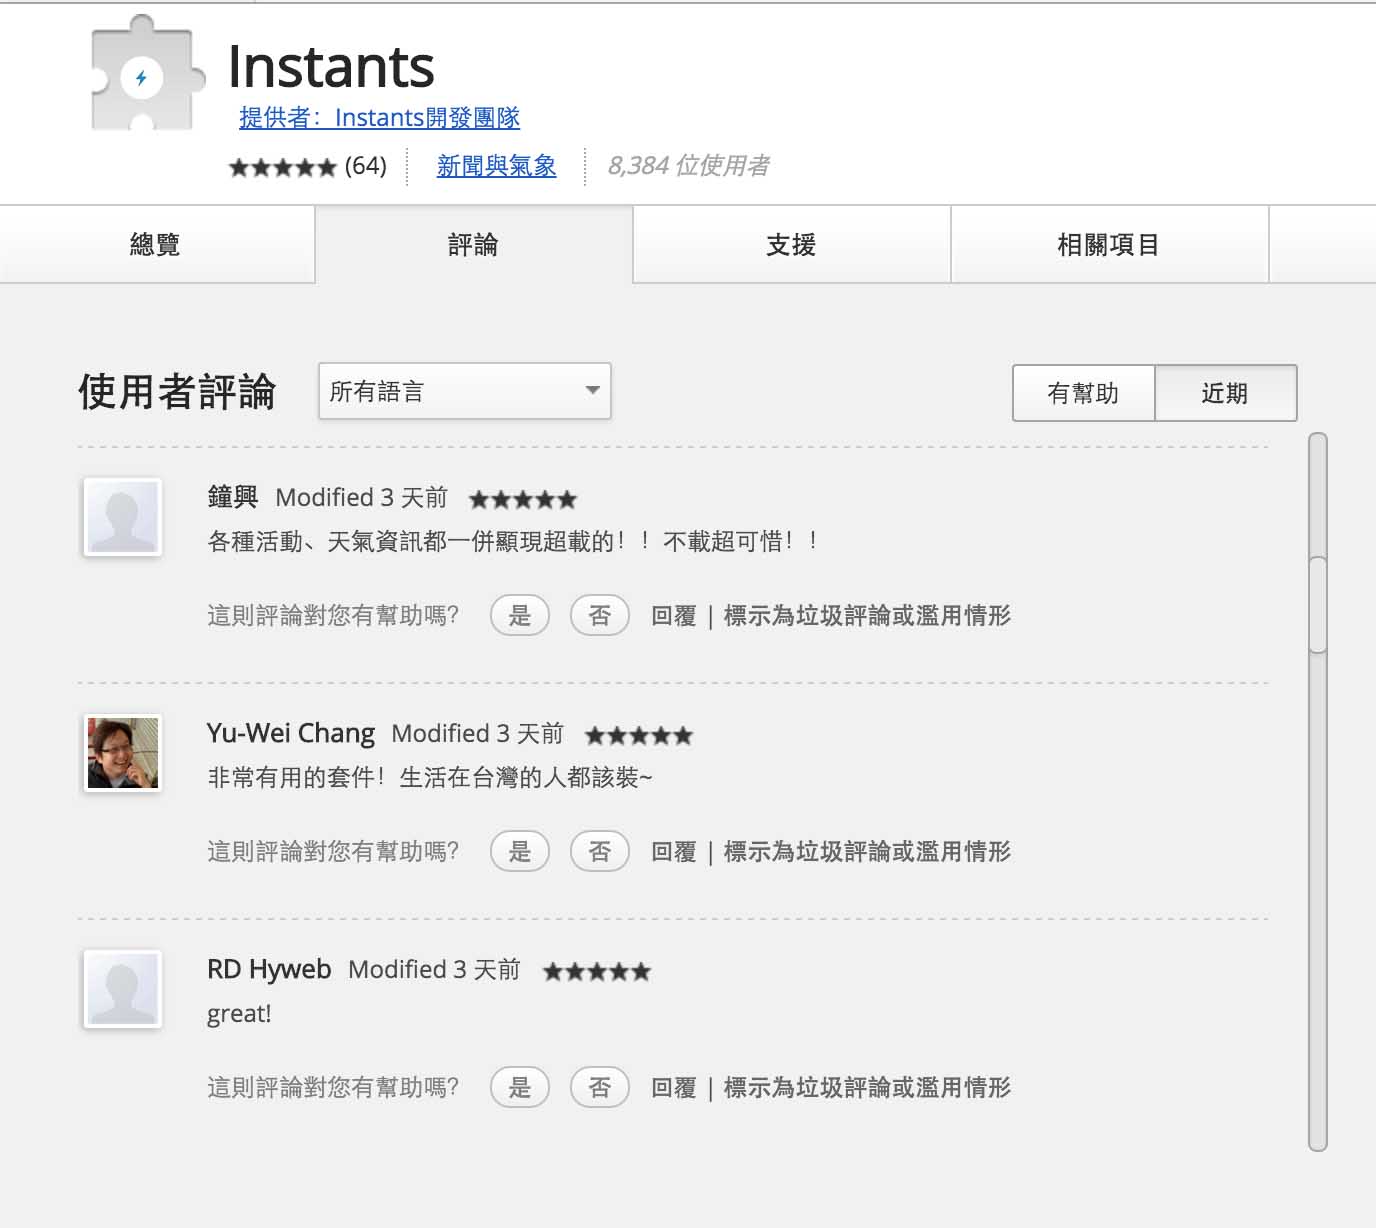 Instants
提供者：Instants開發團隊
★★★★★ (64) 新聞與氣象 8,384 位使用者
總覽 評論 支援 相關項目
使用者評論 所有語言 有幫助 近期
鐘興 Modified 3 天前 ★★★★★
各種活動、天氣資訊都一併顯現超載的！！不載超可惜！！
這則評論對您有幫助嗎? 是 否 回覆 | 標示為垃圾評論或濫用情形
Yu-Wei Chang Modified 3 天前 ★★★★★
非常有用的套件！生活在台灣的人都該裝~
這則評論對您有幫助嗎? 是 否 回覆 | 標示為垃圾評論或濫用情形
RD Hyweb Modified 3 天前 ★★★★★
great!
這則評論對您有幫助嗎? 是 否 回覆 | 標示為垃圾評論或濫用情形